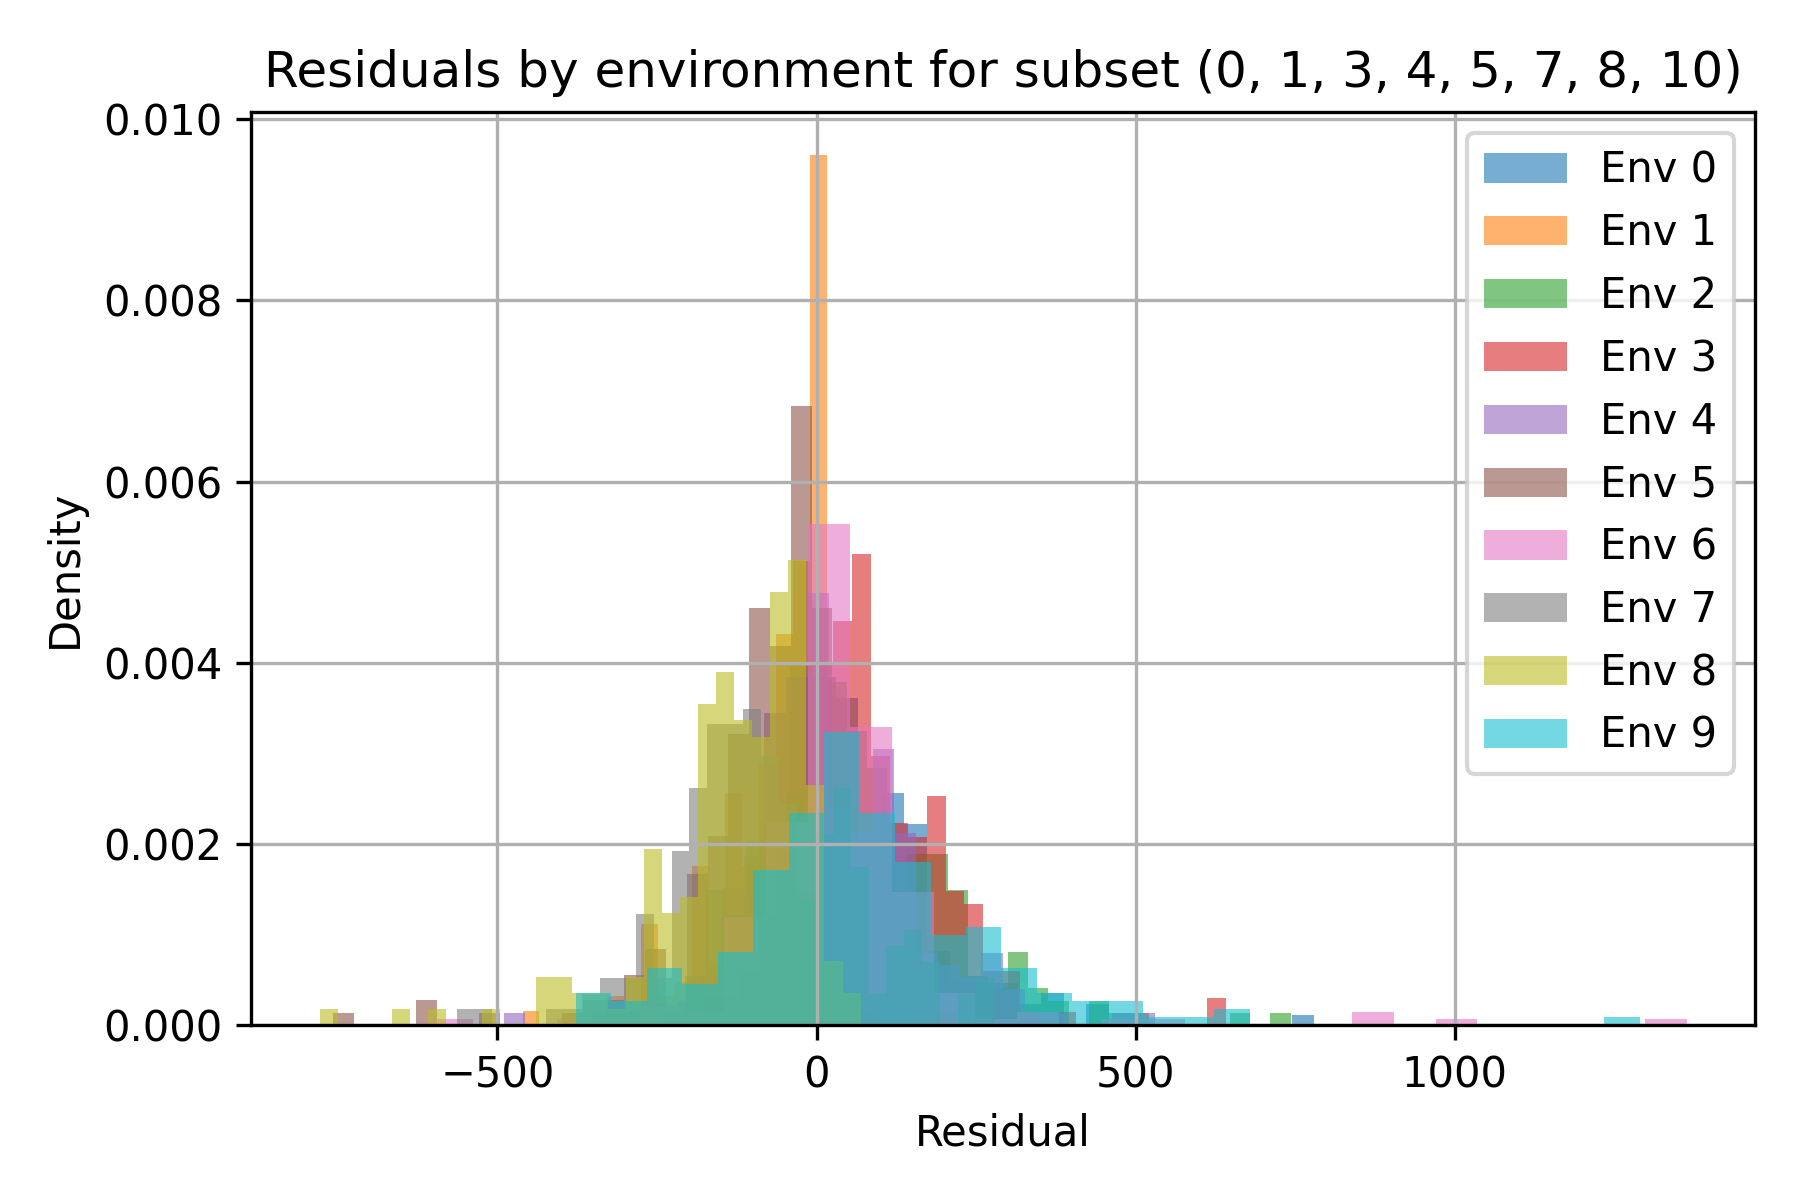 Residuals by environment for subset (0, 1, 3, 4, 5, 7, 8, 10)
0.010
0.008
0.006
0.004
0.002
0.000
Density
−500
0
500
1000
Residual
Env 0
Env 1
Env 2
Env 3
Env 4
Env 5
Env 6
Env 7
Env 8
Env 9